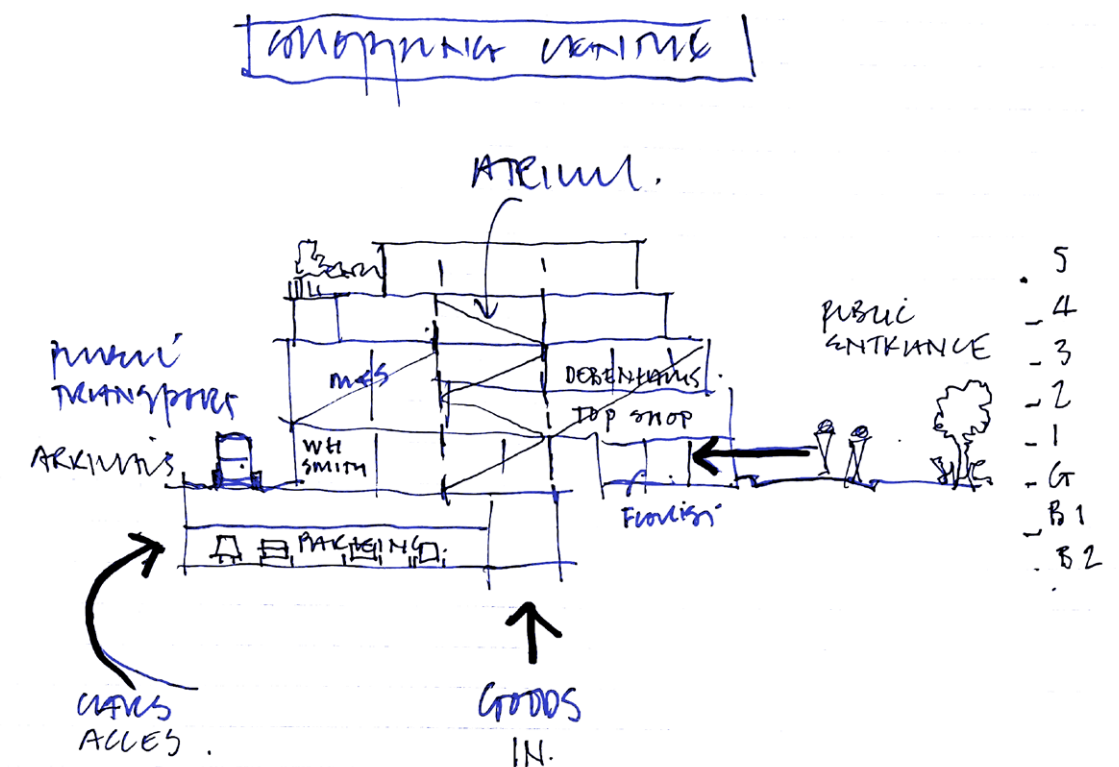 SHOPPING CENTRE
ATRIUM.
PUBLIC
TRANSPORT
ARRIVALS
PUBLIC
ENTRANCE
M&S
DEBENHAMS.
TOP SHOP
WH
SMITH
FLORIST
PARKING.
CARS
ACCES.
GOODS
IN.
5
4
3
2
1
G
B1
B2